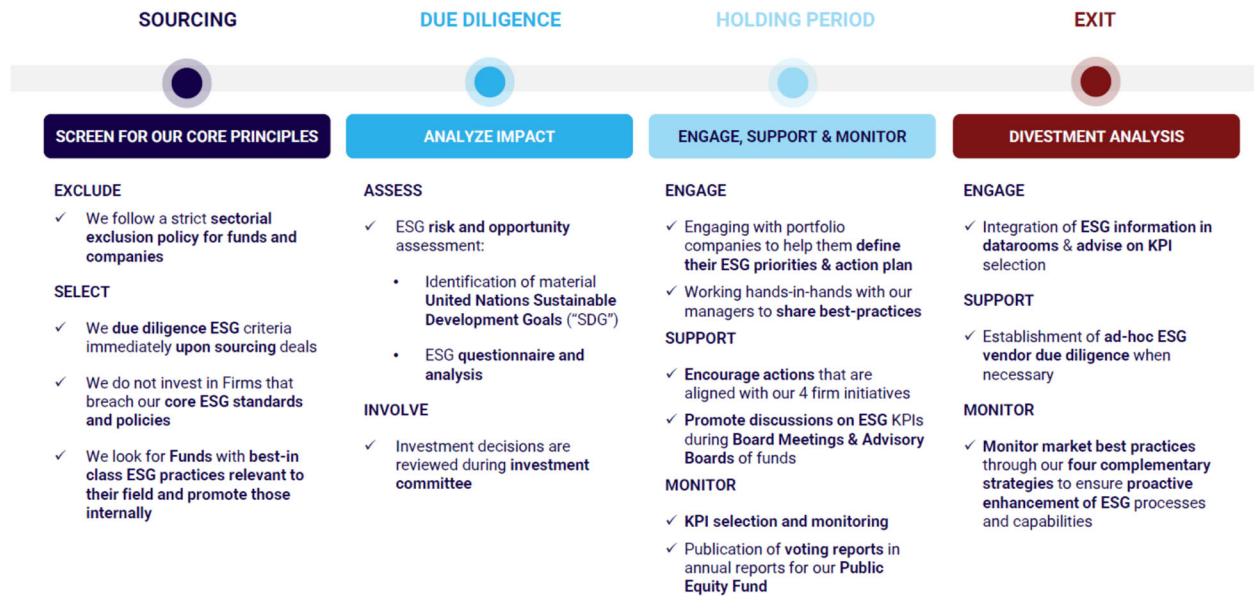 SOURCING
SCREEN FOR OUR CORE PRINCIPLES
EXCLUDE
✓ We follow a strict sectorial
exclusion policy for funds and
companies
SELECT
✓ We due diligence ESG criteria
immediately upon sourcing deals
✓ We do not invest in Firms that
breach our core ESG standards
and policies
✓ We look for Funds with best-in
class ESG practices relevant to
their field and promote those
internally
DUE DILIGENCE
ANALYZE IMPACT
ASSESS
✓ ESG risk and opportunity
assessment:
• Identification of material
United Nations Sustainable
Development Goals (“SDG”)
• ESG questionnaire and
analysis
INVOLVE
✓ Investment decisions are
reviewed during investment
committee
HOLDING PERIOD
ENGAGE, SUPPORT & MONITOR
ENGAGE
✓ Engaging with portfolio
companies to help them define
their ESG priorities & action plan
✓ Working hands-in-hands with our
managers to share best-practices
SUPPORT
✓ Encourage actions that are
aligned with our 4 firm initiatives
✓ Promote discussions on ESG KPIs
during Board Meetings & Advisory
Boards of funds
MONITOR
✓ KPI selection and monitoring
✓ Publication of voting reports in
annual reports for our Public
Equity Fund
EXIT
DIVESTMENT ANALYSIS
ENGAGE
✓ Integration of ESG information in
datarooms & advise on KPI
selection
SUPPORT
✓ Establishment of ad-hoc ESG
vendor due diligence when
necessary
MONITOR
✓ Monitor market best practices
through our four complementary
strategies to ensure proactive
enhancement of ESG processes
and capabilities